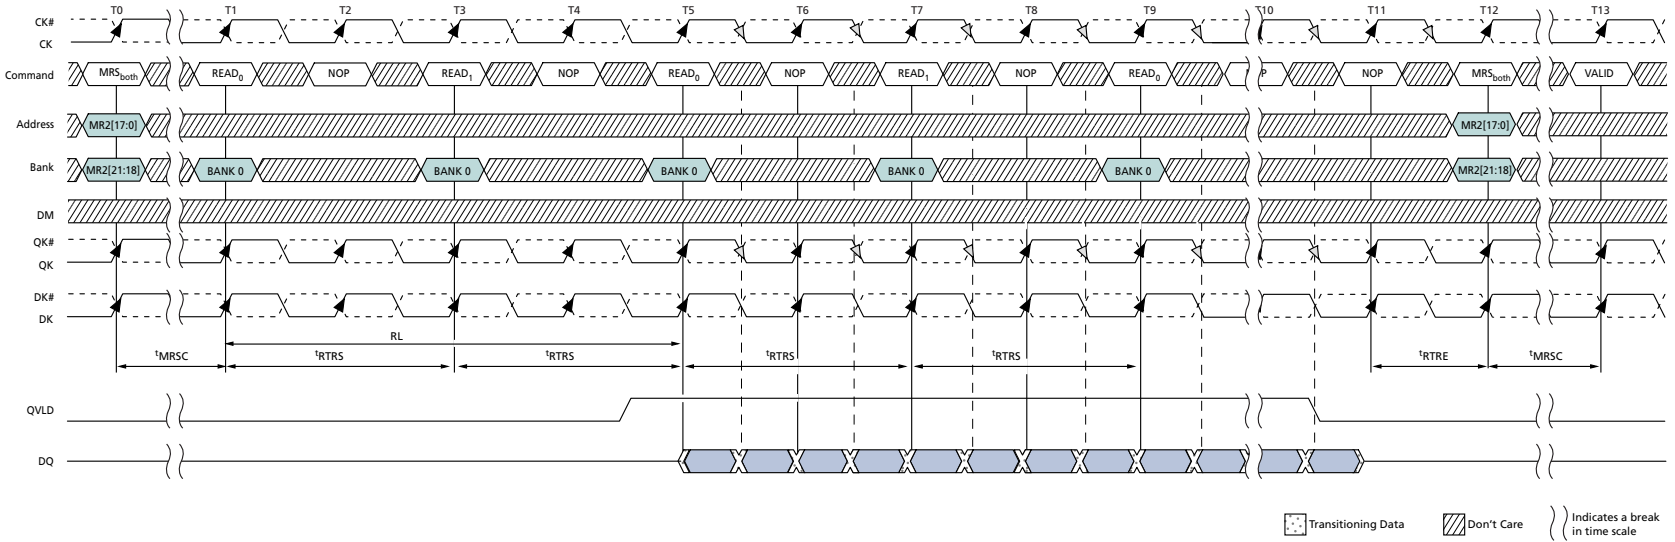 T0 T1 T2 T3 T4 T5 T6 T7 T8 T9 T10 T11 T12 T13
CK#
CK
Command MRSboth READ0 NOP READ1 NOP READ0 NOP READ1 NOP READ0 P NOP MRSboth VALID
Address MR2[17:0] MR2[17:0]
Bank MR2[21:18] BANK 0 BANK 0 BANK 0 BANK 0 BANK 0 MR2[21:18]
DM
QK#
QK
DK#
DK
RL
tMRSC tRTRS tRTRS tRTRS tRTRS tRTRE tMRSC
QVLD
DQ
Transitioning Data Don't Care Indicates a break
in time scale